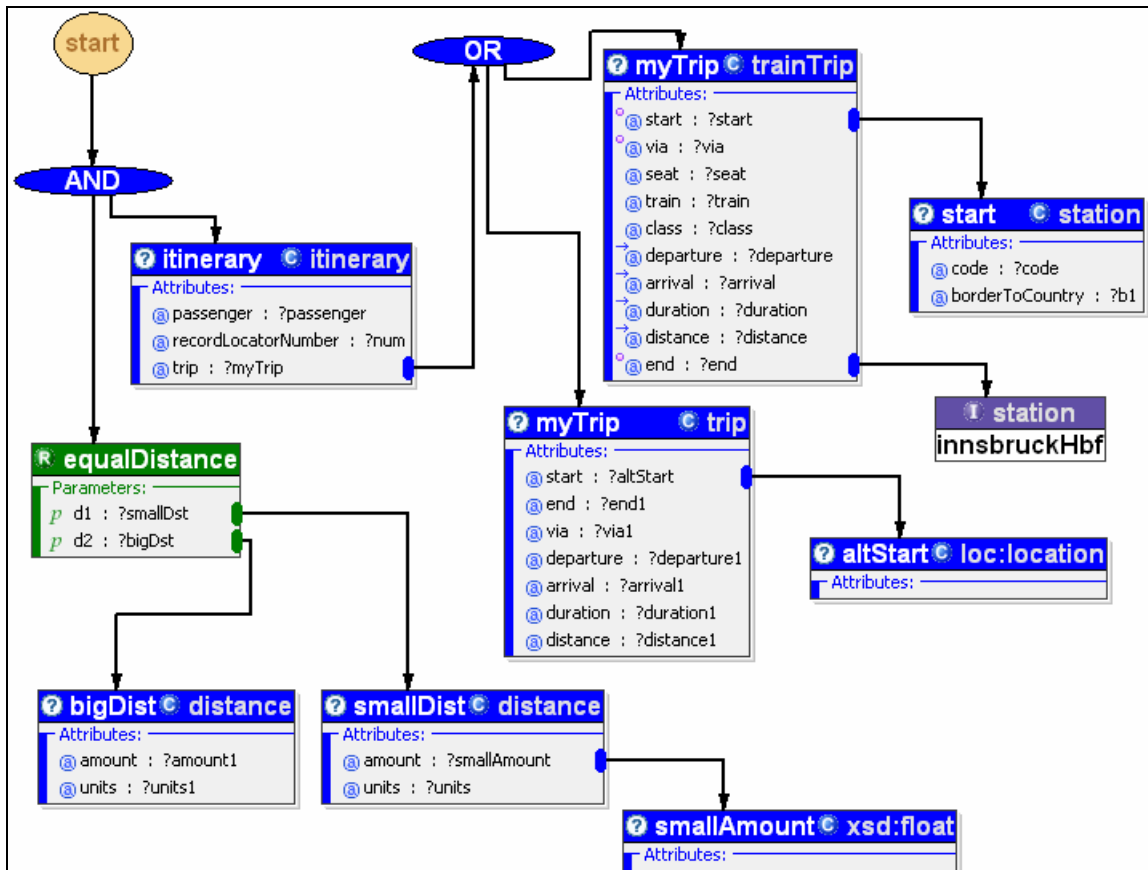 start
AND
OR
? itinerary C itinerary
Attributes:
@ passenger : ?passenger
@ recordLocatorNumber : ?num
@ trip : ?myTrip
? myTrip C trainTrip
Attributes:
@ start : ?start
@ via : ?via
@ seat : ?seat
@ train : ?train
@ class : ?class
@ departure : ?departure
@ arrival : ?arrival
@ duration : ?duration
@ distance : ?distance
@ end : ?end
? start C station
Attributes:
@ code : ?code
@ borderToCountry : ?b1
I station
innsbruckHbf
? myTrip C trip
Attributes:
@ start : ?altStart
@ end : ?end1
@ via : ?via1
@ departure : ?departure1
@ arrival : ?arrival1
@ duration : ?duration1
@ distance : ?distance1
? altStart C loc:location
Attributes:
R equalDistance
Parameters:
p d1 : ?smallDst
p d2 : ?bigDst
? bigDist C distance
Attributes:
@ amount : ?amount1
@ units : ?units1
? smallDist C distance
Attributes:
@ amount : ?smallAmount
@ units : ?units
? smallAmount C xsd:float
Attributes: